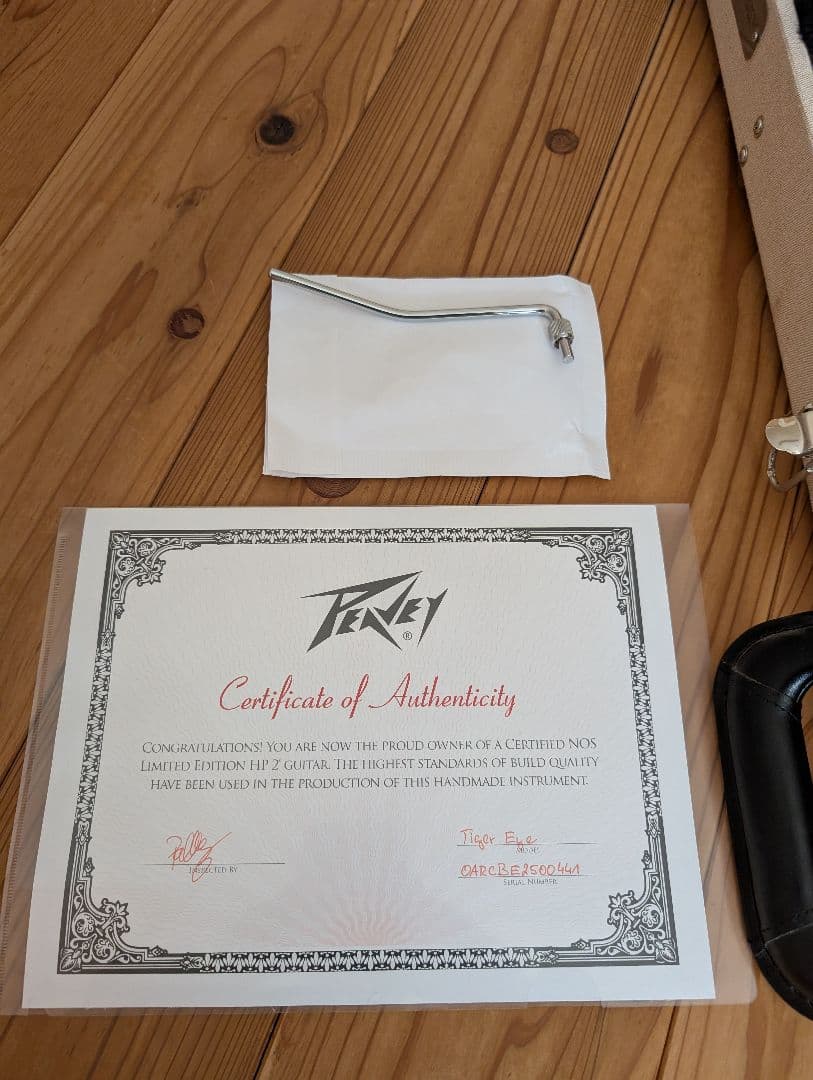 PEAVEY®
Certificate of Authenticity
CONGRATULATIONS! YOU ARE NOW THE PROUD OWNER OF A CERTIFIED NOS
LIMITED EDITION HP 2™ GUITAR. THE HIGHEST STANDARDS OF BUILD QUALITY
HAVE BEEN USED IN THE PRODUCTION OF THIS HANDMADE INSTRUMENT.
INSPECTED BY
Tiger Eye
MODEL
OARCBE2500441
SERIAL NUMBER